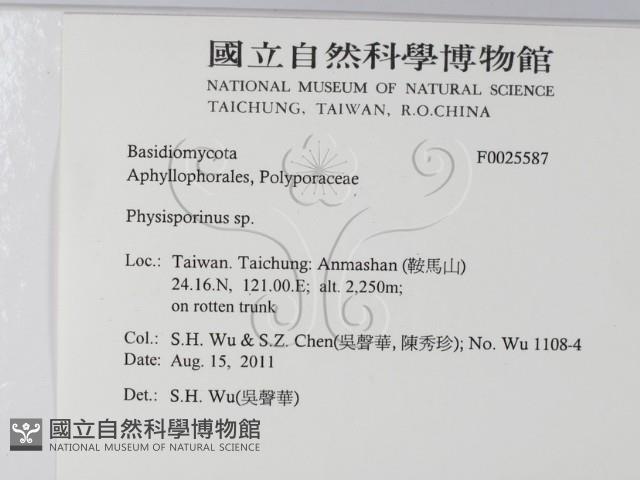 國立自然科學博物館
NATIONAL MUSEUM OF NATURAL SCIENCE
TAICHUNG, TAIWAN, R.O.CHINA
Basidiomycota F0025587
Aphyllophorales, Polyporaceae
Physisporinus sp.
Loc.: Taiwan. Taichung: Anmashan (鞍馬山)
24.16.N, 121.00.E; alt. 2,250m;
on rotten trunk
Col.: S.H. Wu & S.Z. Chen(吳聲華, 陳秀珍); No. Wu 1108-4
Date: Aug. 15, 2011
Det.: S.H. Wu(吳聲華)
國立自然科學博物館
NATIONAL MUSEUM OF NATURAL SCIENCE